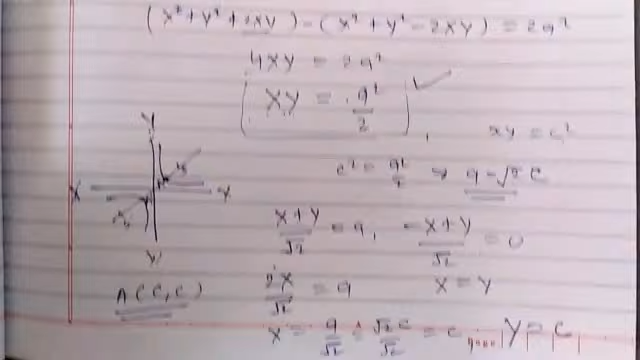 (x² + y² + 2xy) - (x² + y² - 2xy) = 2a²
4xy = 2a²
xy = a²/2
xy = c²
c² = a²/2 ⇒ a = √2 c
x+y/√2 = a, -x+y/√2 = 0
2x/√2 = a x = y
A(c, c)
x = a/√2 = √2 c/√2 = c, y = c
Y
X' X
Y'